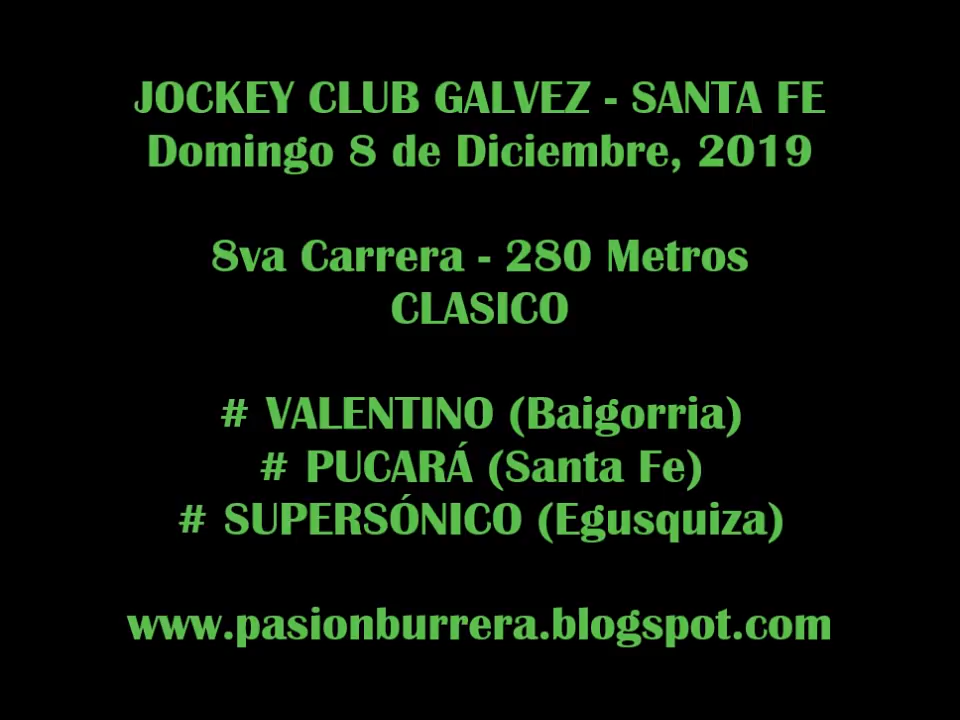 JOCKEY CLUB GALVEZ - SANTA FE
Domingo 8 de Diciembre, 2019
8va Carrera - 280 Metros
CLASICO
# VALENTINO (Baigorria)
# PUCARÁ (Santa Fe)
# SUPERSÓNICO (Egusquiza)
www.pasionburrera.blogspot.com